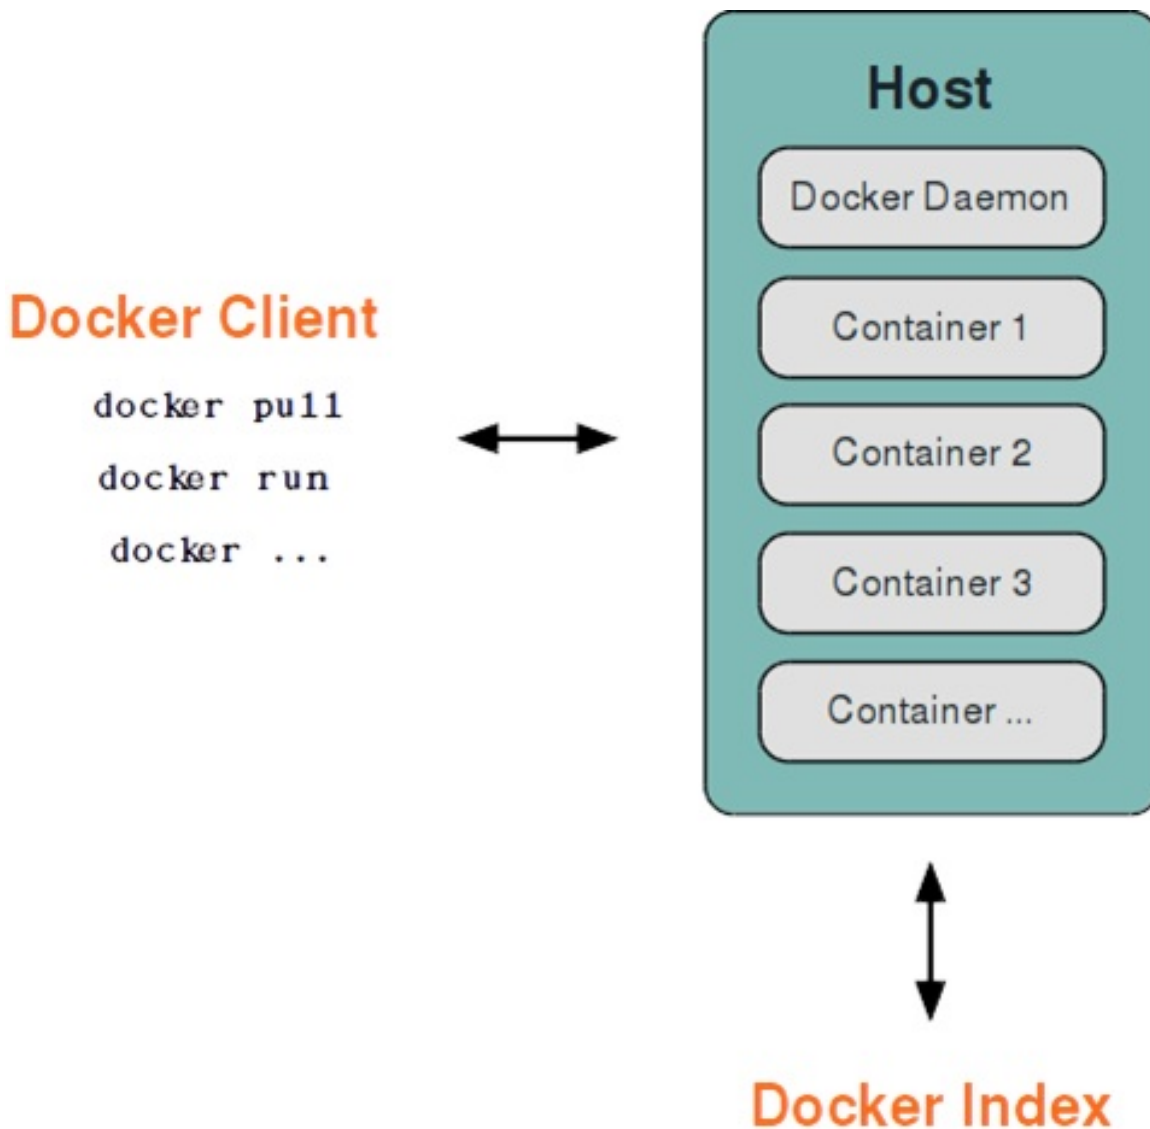 Host
Docker Daemon
Container 1
Container 2
Container 3
Container ...
Docker Client
docker pull
docker run
docker ...
Docker Index